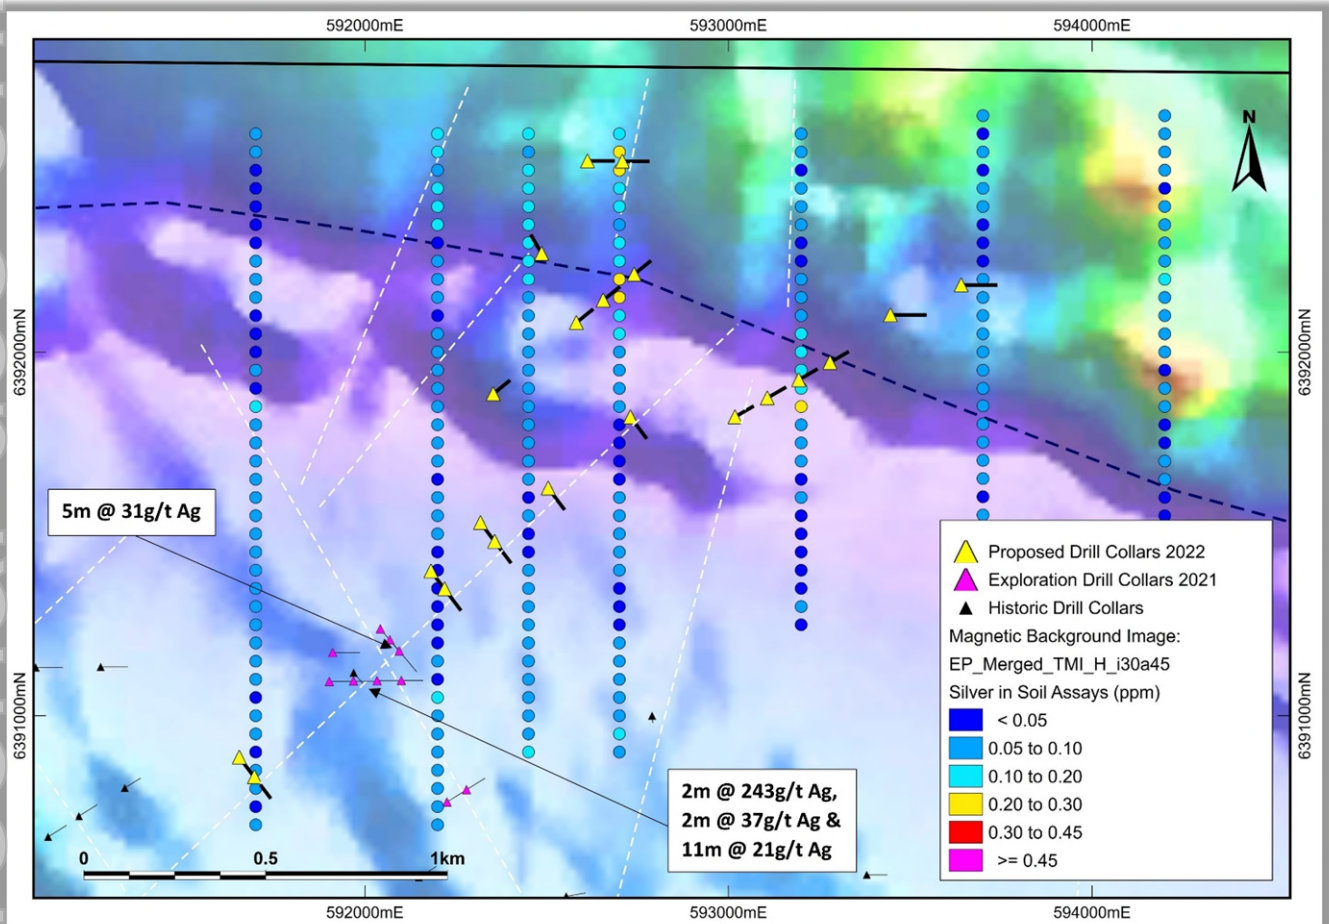 592000mE
593000mE
594000mE
N
6392000mN
6392000mN
5m @ 31g/t Ag
Proposed Drill Collars 2022
Exploration Drill Collars 2021
Historic Drill Collars
Magnetic Background Image:
EP_Merged_TMI_H_i30a45
Silver in Soil Assays (ppm)
< 0.05
0.05 to 0.10
0.10 to 0.20
0.20 to 0.30
0.30 to 0.45
>= 0.45
6391000mN
6391000mN
2m @ 243g/t Ag,
2m @ 37g/t Ag &
11m @ 21g/t Ag
0
0.5
1km
592000mE
593000mE
594000mE